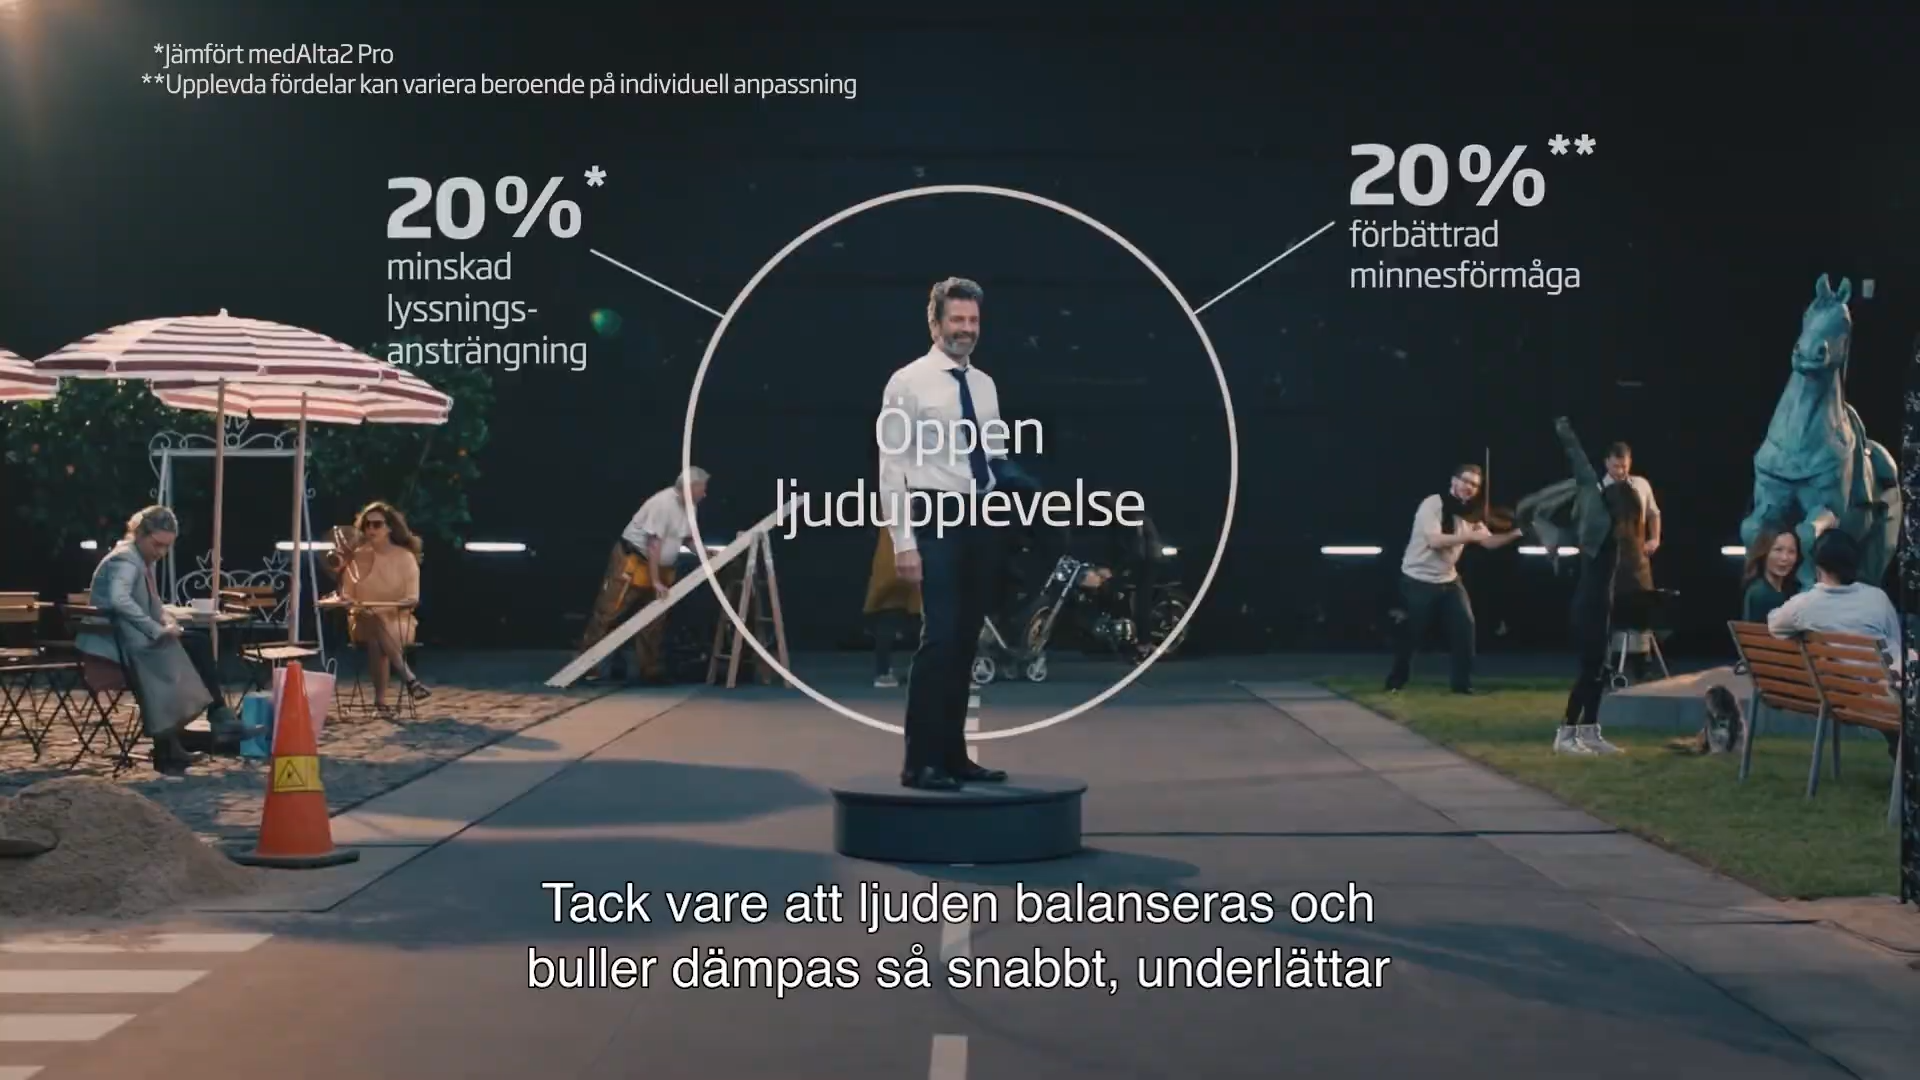 *Jämfört medAlta2 Pro
**Upplevda fördelar kan variera beroende på individuell anpassning
20%*
minskad
lyssnings-
ansträngning
20%**
förbättrad
minnesförmåga
Öppen
ljudupplevelse
Tack vare att ljuden balanseras och
buller dämpas så snabbt, underlättar